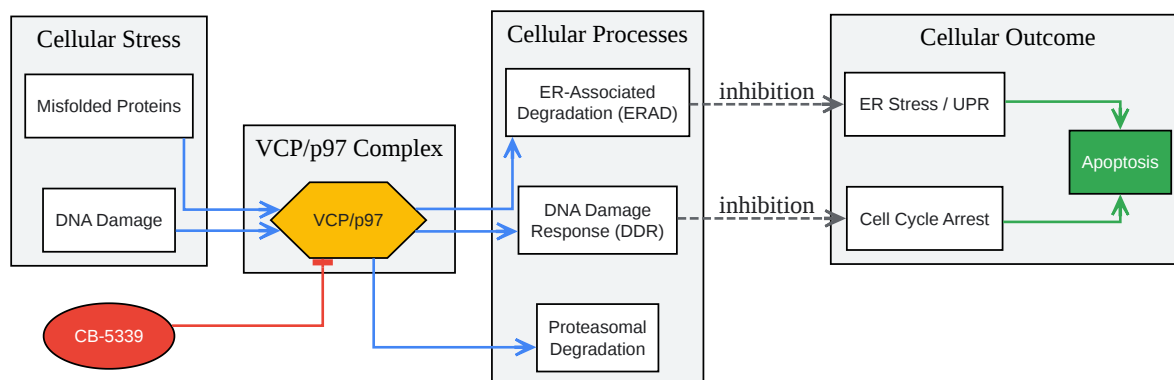 Cellular Stress
Misfolded Proteins
DNA Damage
CB-5339
VCP/p97 Complex
VCP/p97
Cellular Processes
ER-Associated
Degradation (ERAD)
DNA Damage
Response (DDR)
Proteasomal
Degradation
inhibition
inhibition
Cellular Outcome
ER Stress / UPR
Cell Cycle Arrest
Apoptosis